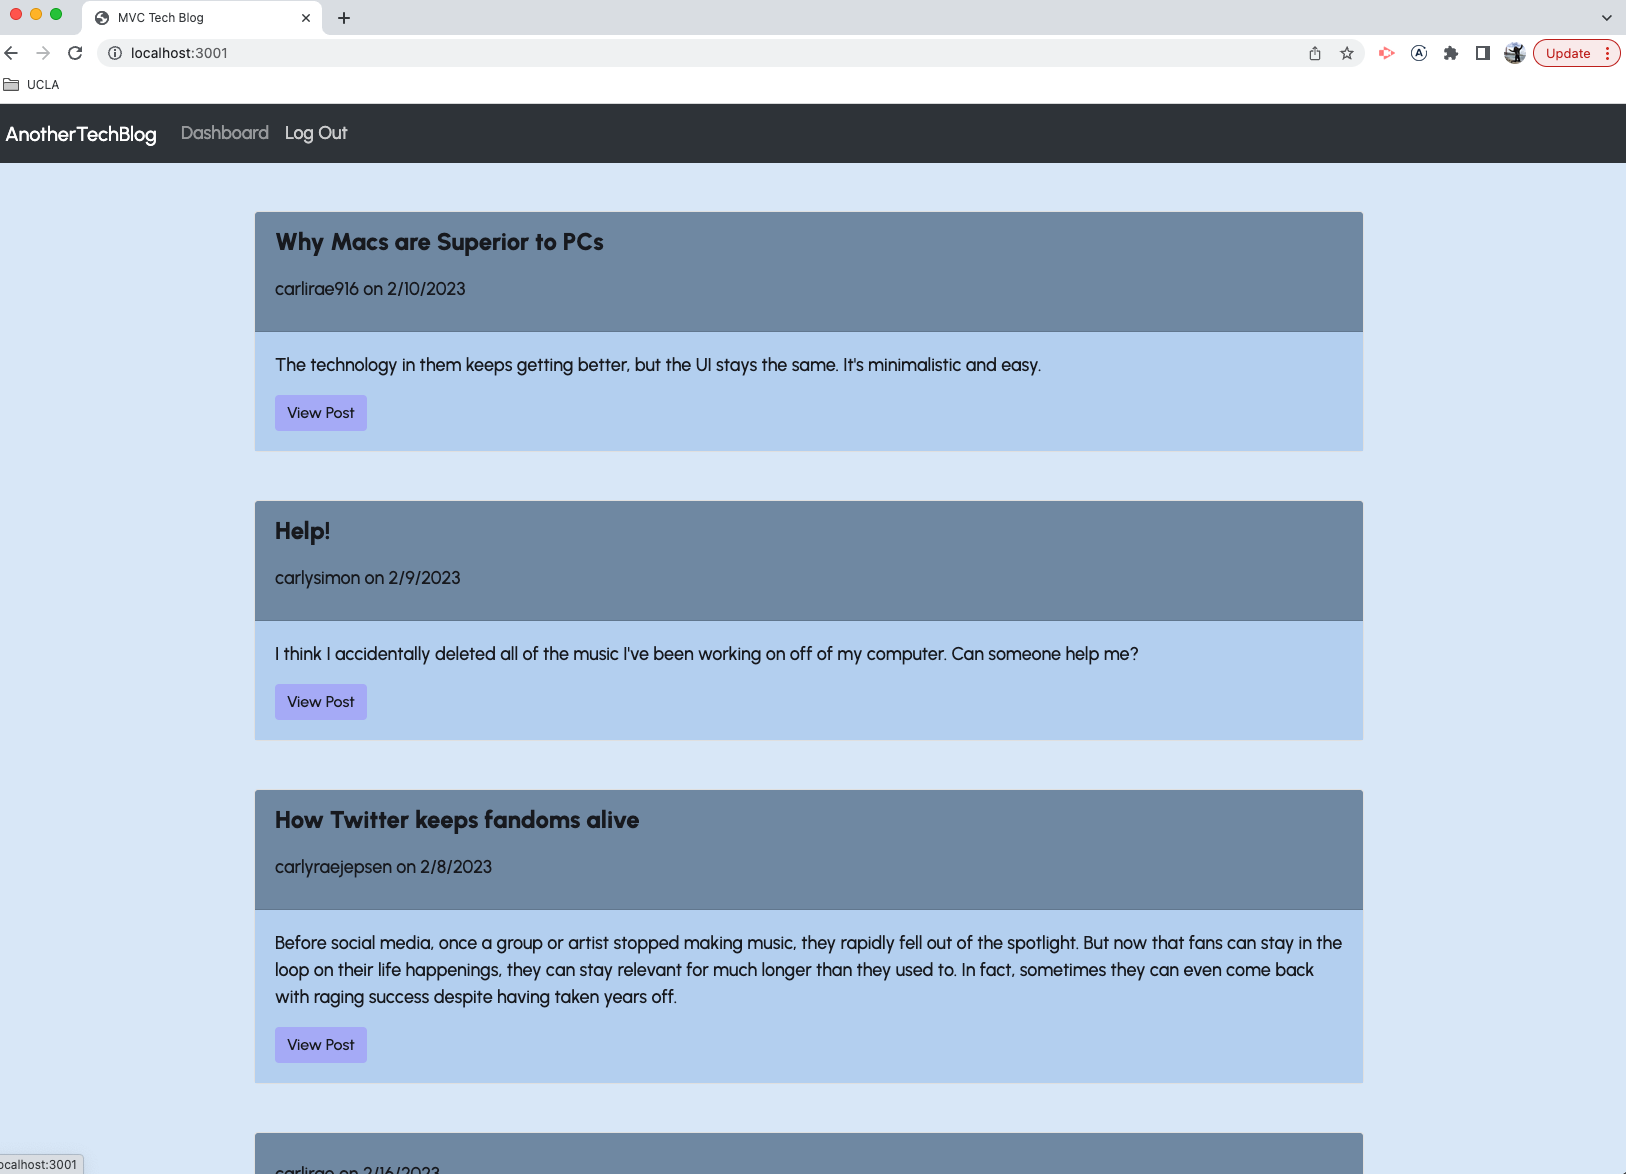 MVC Tech Blog
localhost:3001
Update
UCLA
AnotherTechBlog Dashboard Log Out
Why Macs are Superior to PCs
carlirae916 on 2/10/2023
The technology in them keeps getting better, but the UI stays the same. It's minimalistic and easy.
View Post
Help!
carlysimon on 2/9/2023
I think I accidentally deleted all of the music I've been working on off of my computer. Can someone help me?
View Post
How Twitter keeps fandoms alive
carlyraejepsen on 2/8/2023
Before social media, once a group or artist stopped making music, they rapidly fell out of the spotlight. But now that fans can stay in the
loop on their life happenings, they can stay relevant for much longer than they used to. In fact, sometimes they can even come back
with raging success despite having taken years off.
View Post
carlirae on 2/16/2023
ocalhost:3001